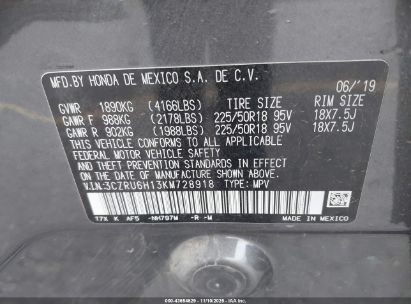 MFD. BY HONDA DE MEXICO S.A. DE C.V.
06/'19
GVWR 1890KG (4166LBS) TIRE SIZE RIM SIZE
GAWR F 988KG (2178LBS) 225/50R18 95V 18X7.5J
GAWR R 902KG (1988LBS) 225/50R18 95V 18X7.5J
THIS VEHICLE CONFORMS TO ALL APPLICABLE
FEDERAL MOTOR VEHICLE SAFETY AND THEFT
PREVENTION STANDARDS IN EFFECT ON THE
DATE OF MANUFACTURE SHOWN ABOVE.
V.I.N:3CZRU6H13KM728918 TYPE: MPV
T7X K AF5 -NH797M -R -M
MADE IN MEXICO